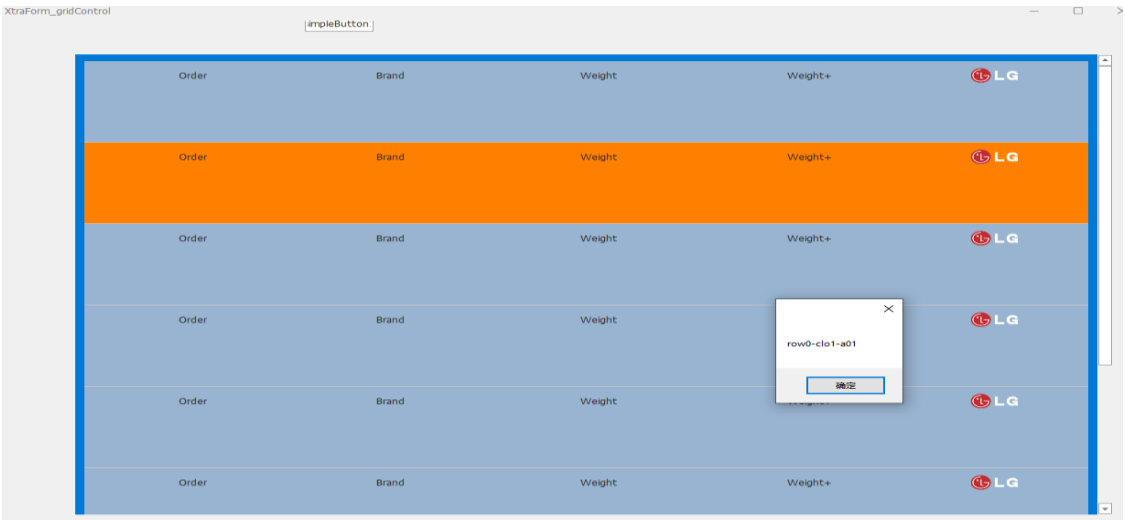 XtraForm_gridControl
impleButton
Order Brand Weight Weight+ LG
Order Brand Weight Weight+ LG
Order Brand Weight Weight+ LG
Order Brand Weight LG
row0-clo1-a01
确定
Order Brand Weight LG
Order Brand Weight Weight+ LG